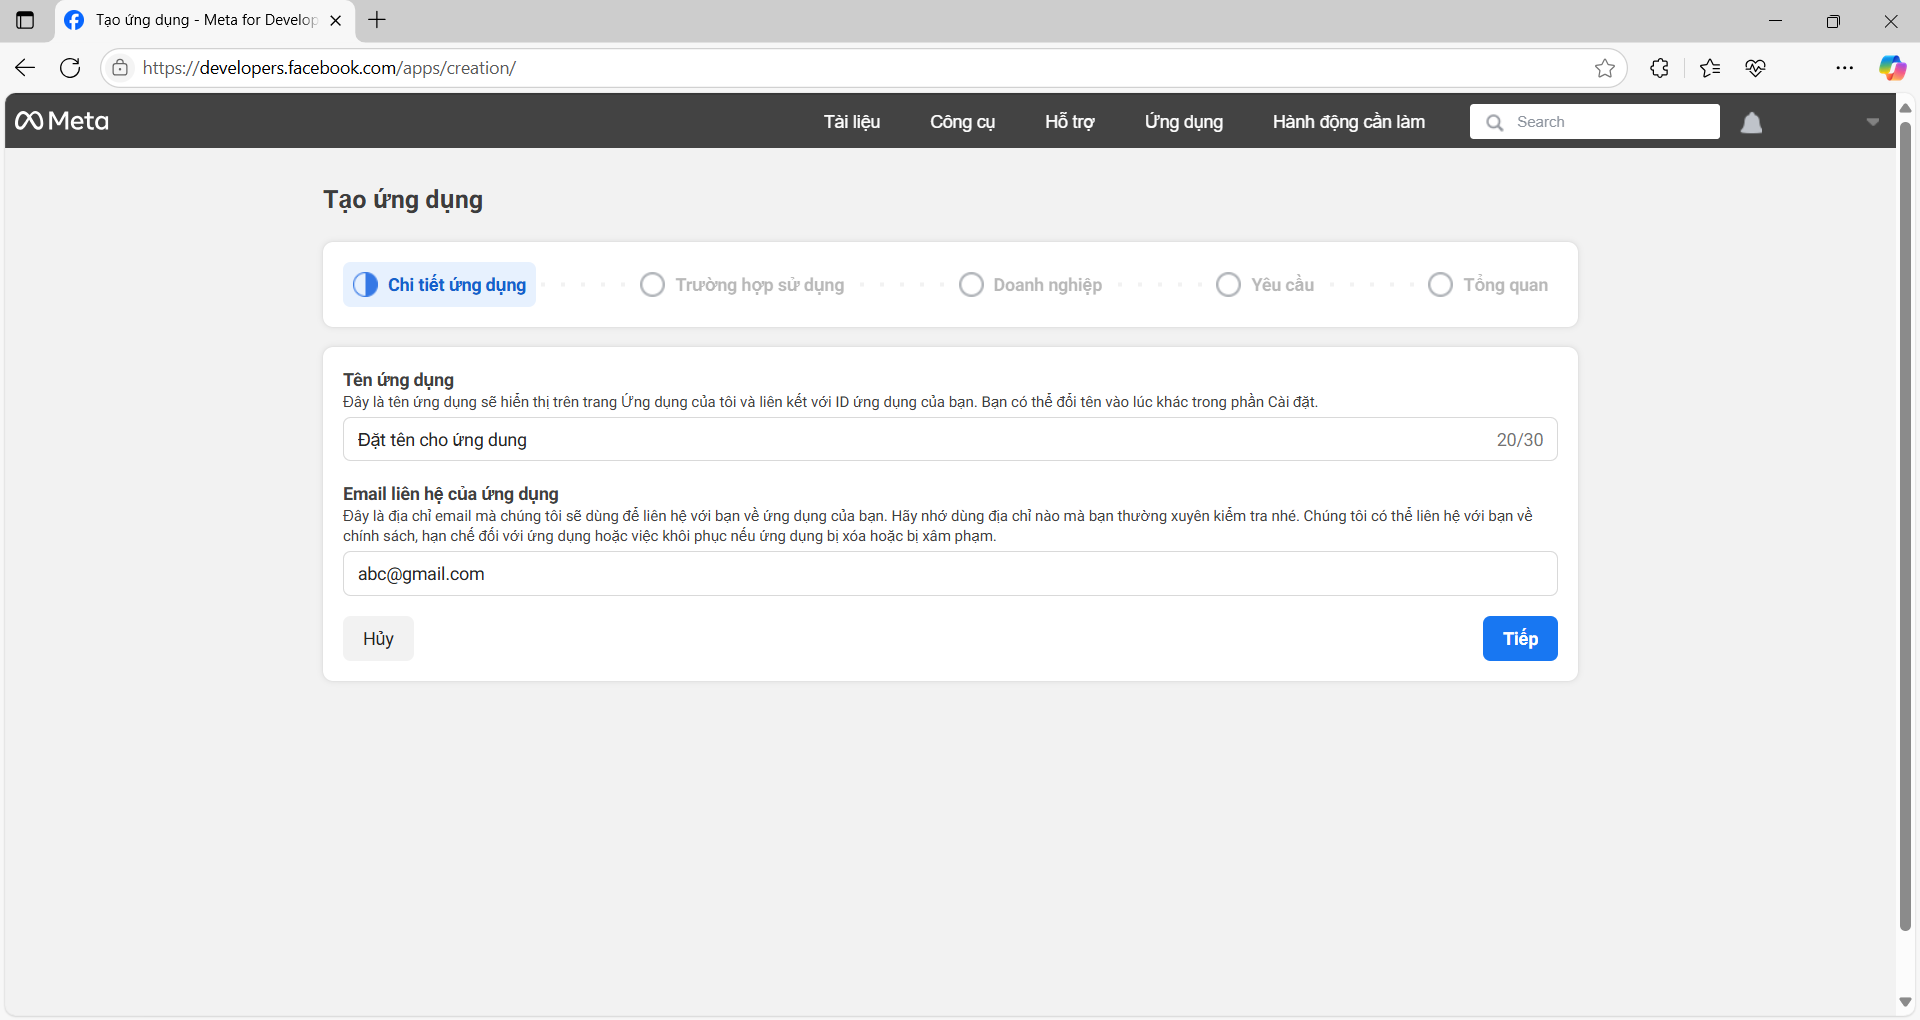 Tạo ứng dụng - Meta for Develop
https://developers.facebook.com/apps/creation/
Meta
Tài liệu Công cụ Hỗ trợ Ứng dụng Hành động cần làm Search
Tạo ứng dụng
Chi tiết ứng dụng Trường hợp sử dụng Doanh nghiệp Yêu cầu Tổng quan
Tên ứng dụng
Đây là tên ứng dụng sẽ hiển thị trên trang Ứng dụng của tôi và liên kết với ID ứng dụng của bạn. Bạn có thể đổi tên vào lúc khác trong phần Cài đặt.
Đặt tên cho ứng dung 20/30
Email liên hệ của ứng dụng
Đây là địa chỉ email mà chúng tôi sẽ dùng để liên hệ với bạn về ứng dụng của bạn. Hãy nhớ dùng địa chỉ nào mà bạn thường xuyên kiểm tra nhé. Chúng tôi có thể liên hệ với bạn về
chính sách, hạn chế đối với ứng dụng hoặc việc khôi phục nếu ứng dụng bị xóa hoặc bị xâm phạm.
abc@gmail.com
Hủy Tiếp